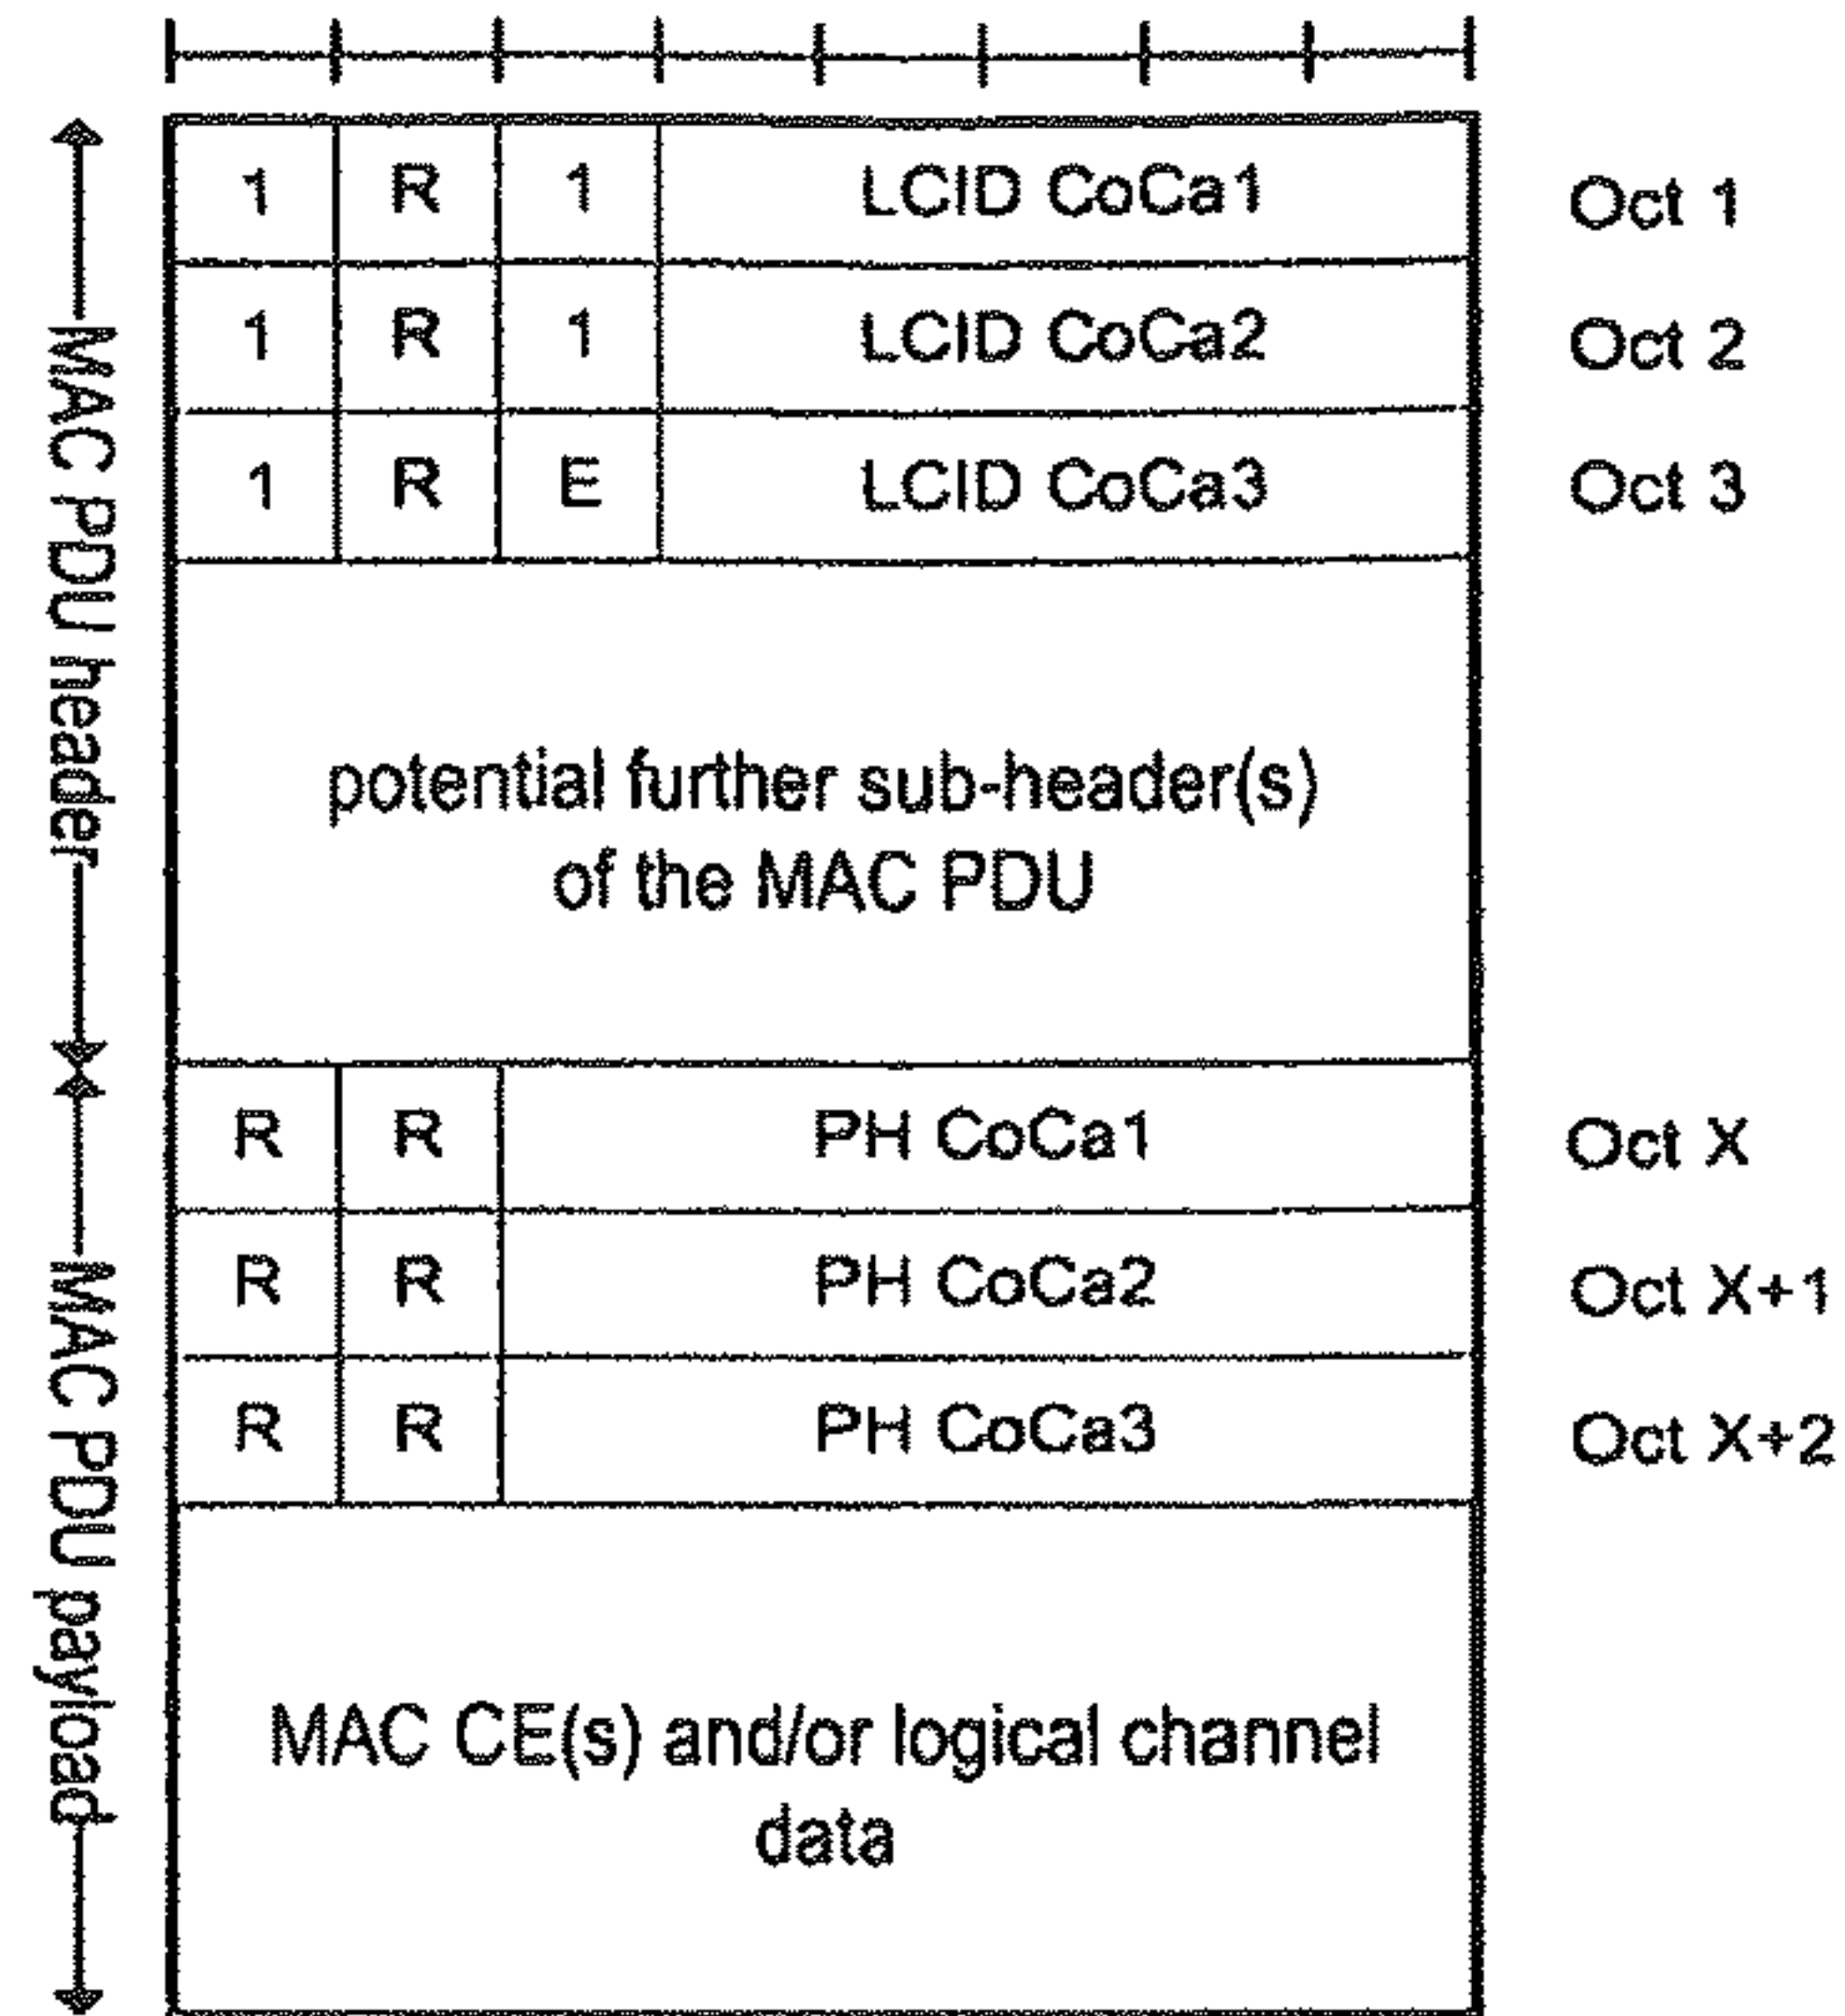 MAC PDU header
1 R 1 LCID CoCa1 Oct 1
1 R 1 LCID CoCa2 Oct 2
1 R E LCID CoCa3 Oct 3
potential further sub-header(s)
of the MAC PDU
MAC PDU payload
R R PH CoCa1 Oct X
R R PH CoCa2 Oct X+1
R R PH CoCa3 Oct X+2
MAC CE(s) and/or logical channel
data